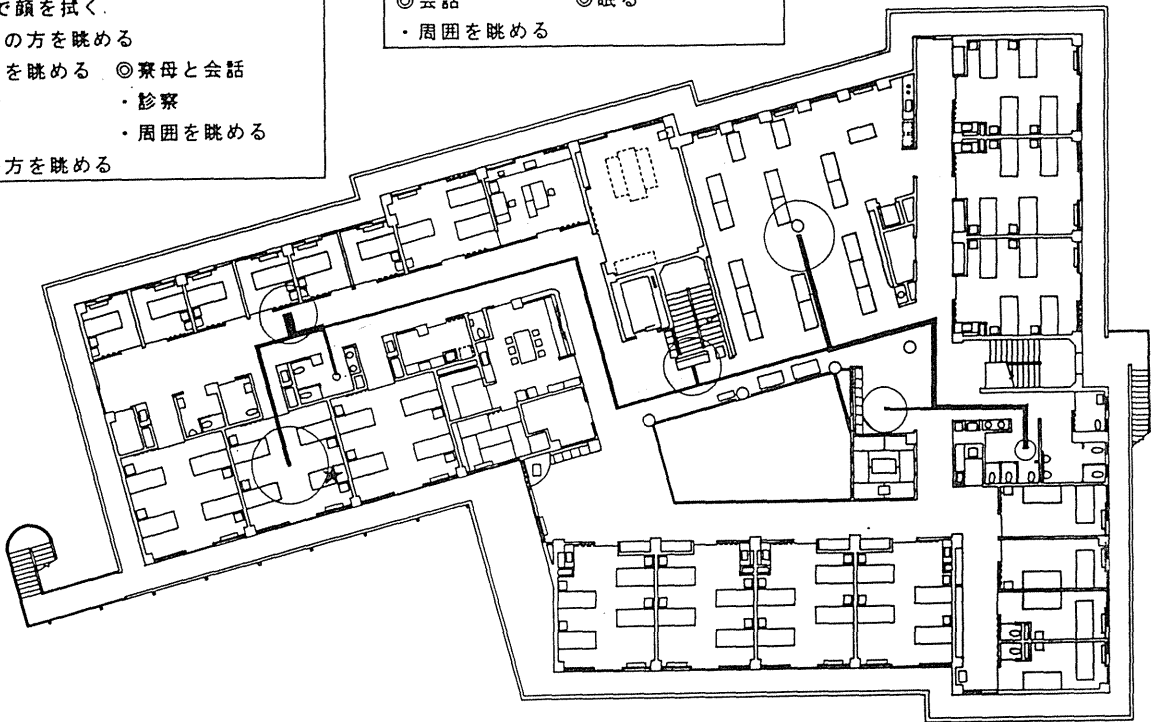 で顔を拭く
の方を眺める
を眺める ◎寮母と会話
・診察
・周囲を眺める
方を眺める
◎会話 ◎眠る
・周囲を眺める